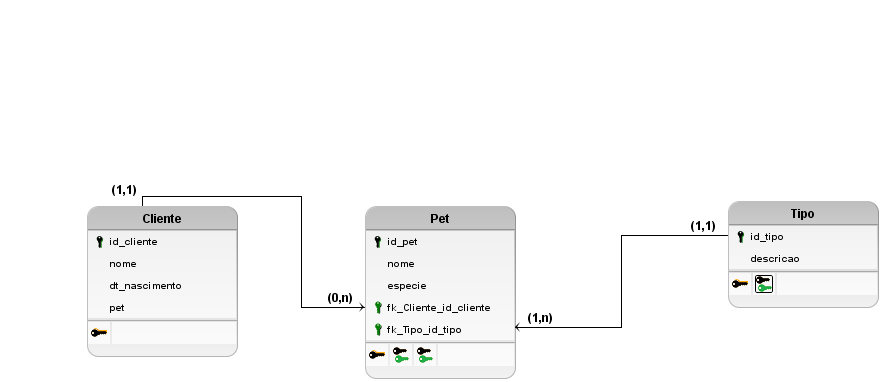 (1,1)
Cliente
id_cliente
nome
dt_nascimento
pet
(0,n)
Pet
id_pet
nome
especie
fk_Cliente_id_cliente
fk_Tipo_id_tipo
(1,n)
(1,1)
Tipo
id_tipo
descricao